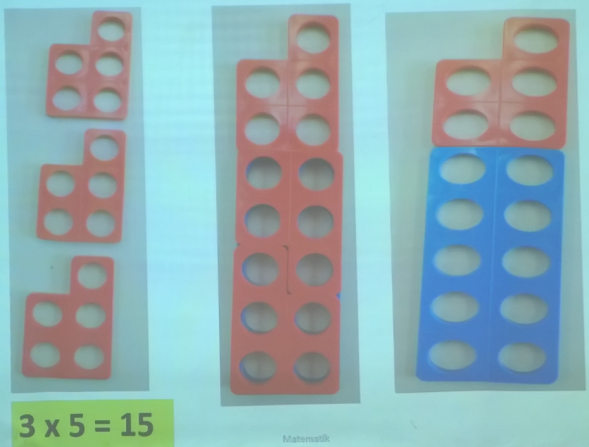 3 x 5 = 15
Matematik